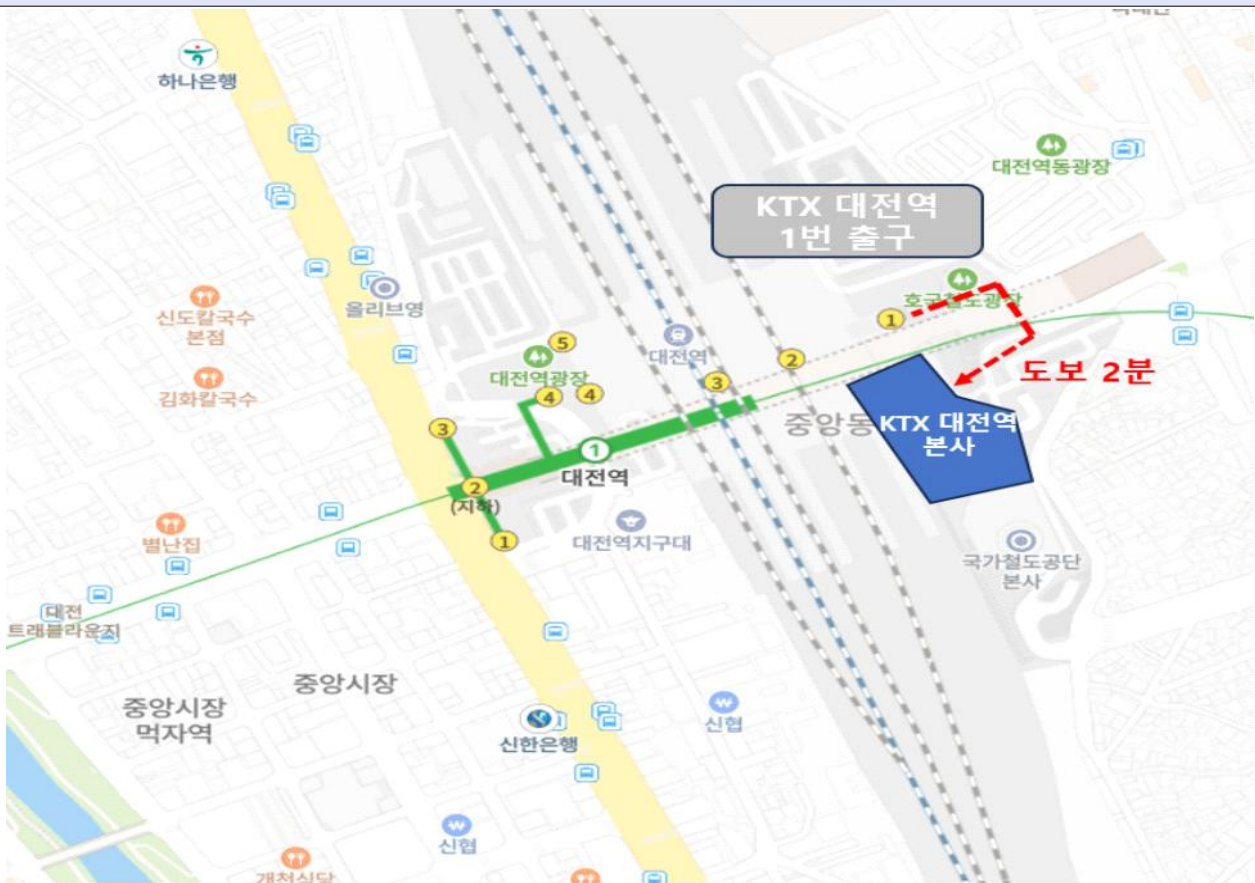 하나은행
대전역동광장
KTX 대전역
1번 출구
호국철도광장
1
올리브영
신도칼국수
본점
김화칼국수
5
대전역광장
4
4
대전역
3
2
도보 2분
중앙동
KTX 대전역
본사
3
1
대전역
2
(지하)
1
별난집
대전역지구대
국가철도공단
본사
대전
트래블라운지
중앙시장
중앙시장
먹자역
신한은행
신협
신협
개천식당